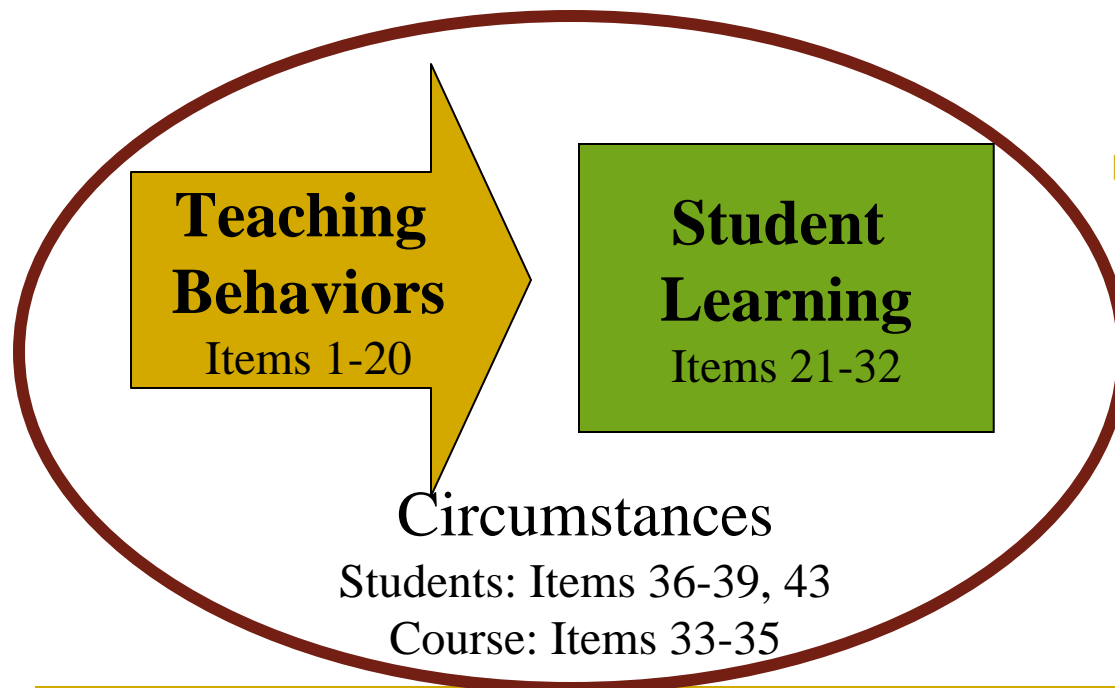 Teaching
Behaviors
Items 1-20
Student
Learning
Items 21-32
Circumstances
Students: Items 36-39, 43
Course: Items 33-35